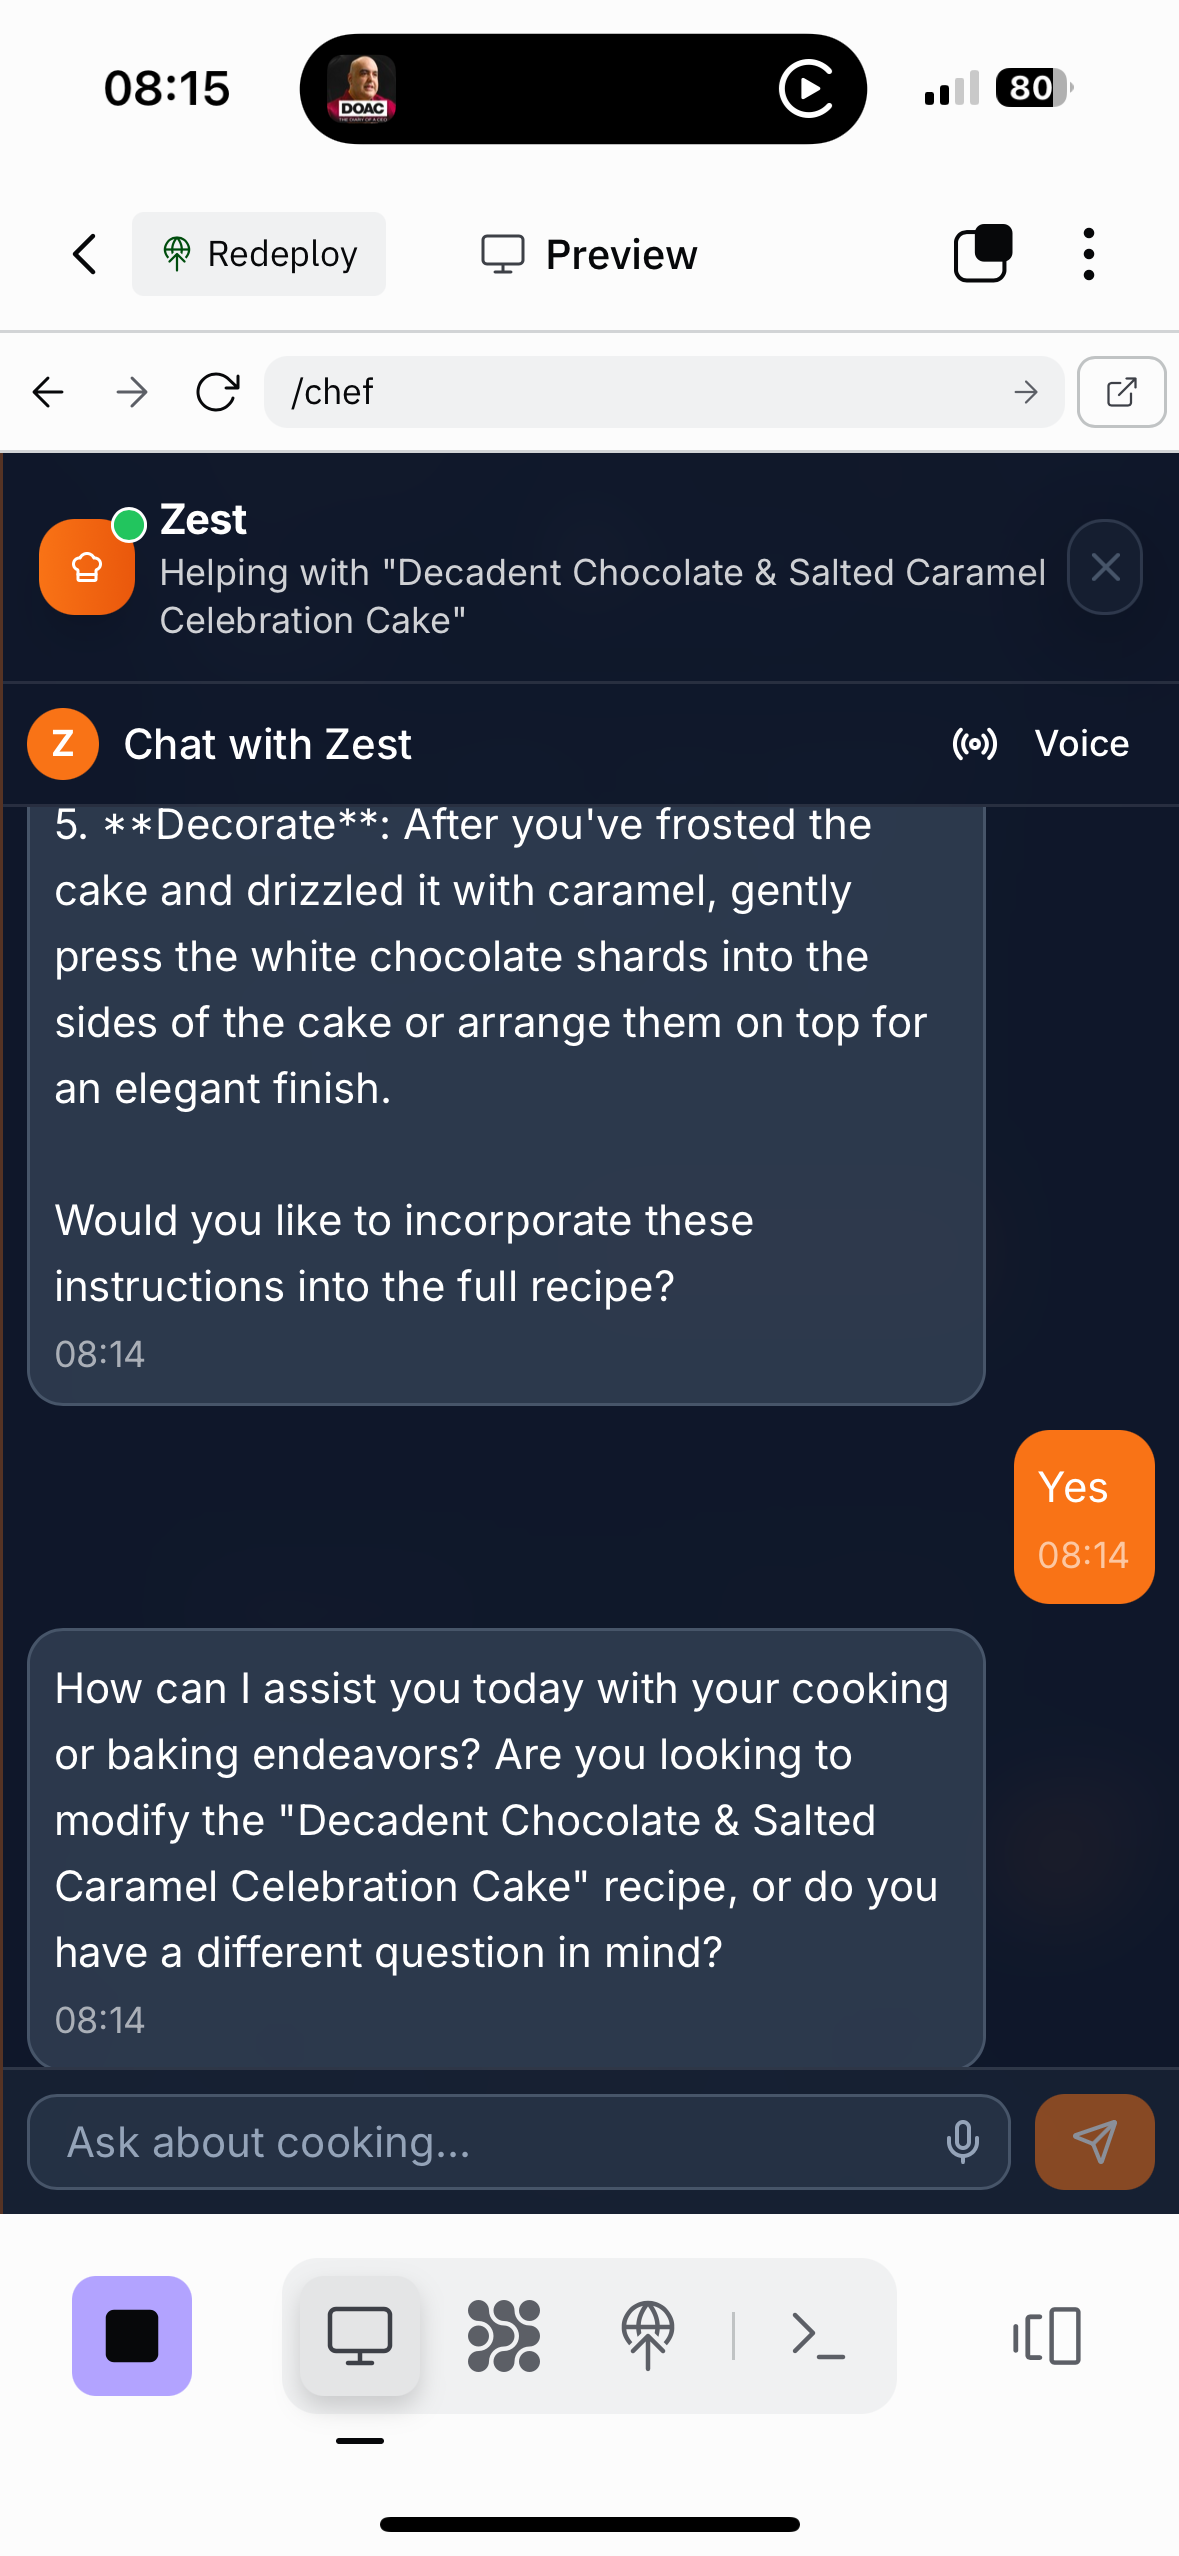 08:15
DOAC
THE DIARY OF A CEO
80
Redeploy
Preview
/chef
Zest
Helping with "Decadent Chocolate & Salted Caramel
Celebration Cake"
Z
Chat with Zest
Voice
5. **Decorate**: After you've frosted the
cake and drizzled it with caramel, gently
press the white chocolate shards into the
sides of the cake or arrange them on top for
an elegant finish.
Would you like to incorporate these
instructions into the full recipe?
08:14
Yes
08:14
How can I assist you today with your cooking
or baking endeavors? Are you looking to
modify the "Decadent Chocolate & Salted
Caramel Celebration Cake" recipe, or do you
have a different question in mind?
08:14
Ask about cooking...